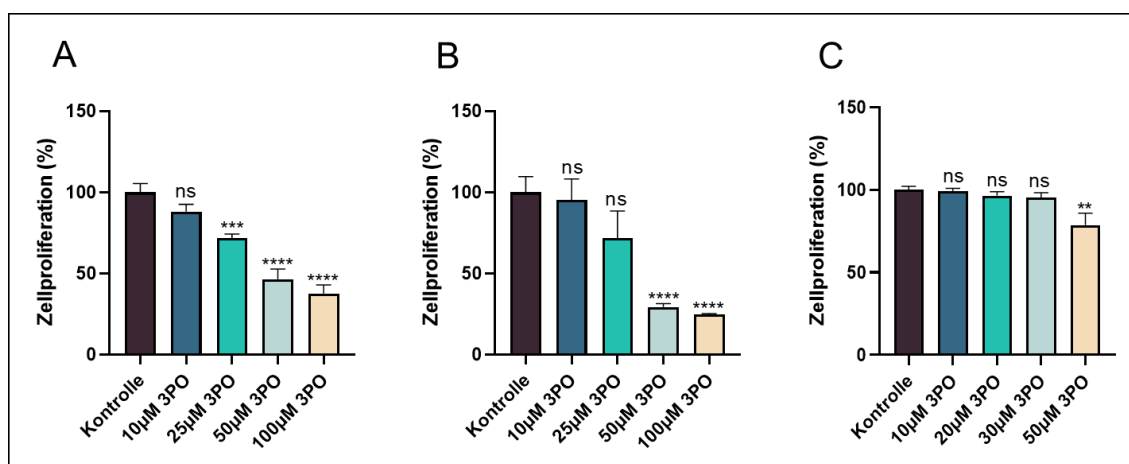 A
Zellproliferation (%)
150
100
50
0
ns
***
****
****
Kontrolle
10µM 3PO
25µM 3PO
50µM 3PO
100µM 3PO
B
Zellproliferation (%)
150
100
50
0
ns
ns
****
****
Kontrolle
10µM 3PO
25µM 3PO
50µM 3PO
100µM 3PO
C
Zellproliferation (%)
150
100
50
0
ns
ns
ns
**
Kontrolle
10µM 3PO
20µM 3PO
30µM 3PO
50µM 3PO